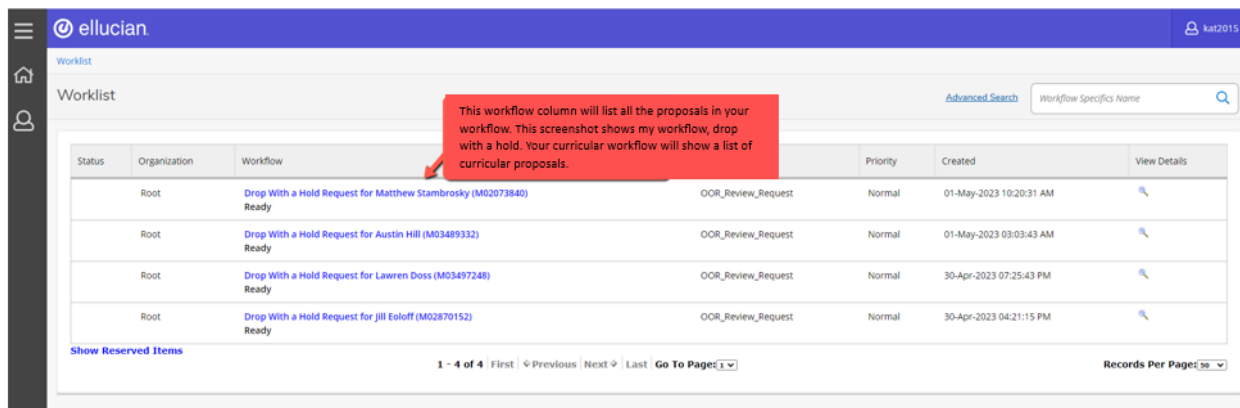 ellucian.
kat2015
Worklist
Worklist
Advanced Search
Workflow Specifics Name
This workflow column will list all the proposals in your
workflow. This screenshot shows my workflow, drop
with a hold. Your curricular workflow will show a list of
curricular proposals.
Status Organization Workflow Priority Created View Details
Root Drop With a Hold Request for Matthew Stambrosky (M02073840) OOR_Review_Request Normal 01-May-2023 10:20:31 AM
Ready
Root Drop With a Hold Request for Austin Hill (M03489332) OOR_Review_Request Normal 01-May-2023 03:03:43 AM
Ready
Root Drop With a Hold Request for Lawren Doss (M03497248) OOR_Review_Request Normal 30-Apr-2023 07:25:43 PM
Ready
Root Drop With a Hold Request for Jill Eoloff (M02870152) OOR_Review_Request Normal 30-Apr-2023 04:21:15 PM
Ready
Show Reserved Items
1 - 4 of 4 First Previous Next Last Go To Page: 1 Records Per Page: 50